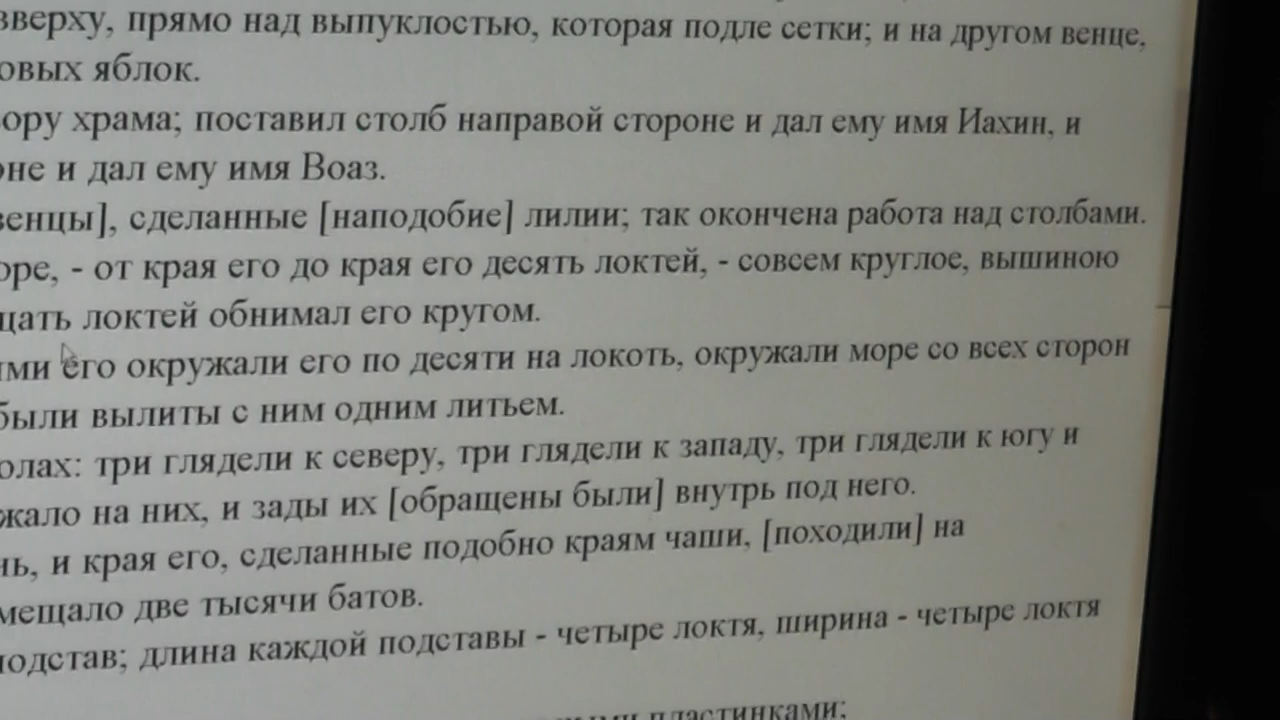 зверху, прямо над выпуклостью, которая подле сетки; и на другом венце,
овых яблок.
ору храма; поставил столб направой стороне и дал ему имя Иахин, и
оне и дал ему имя Воаз.
венцы], сделанные [наподобие] лилии; так окончена работа над столбами.
оре, - от края его до края его десять локтей, - совсем круглое, вышиною
цать локтей обнимал его кругом.
ими его окружали его по десяти на локоть, окружали море со всех сторон
были вылиты с ним одним литьем.
олах: три глядели к северу, три глядели к западу, три глядели к югу и
жало на них, и зады их [обращены были] внутрь под него.
нь, и края его, сделанные подобно краям чаши, [походили] на
мещало две тысячи батов.
подстав; длина каждой подставы - четыре локтя, ширина - четыре локтя
пластинками;